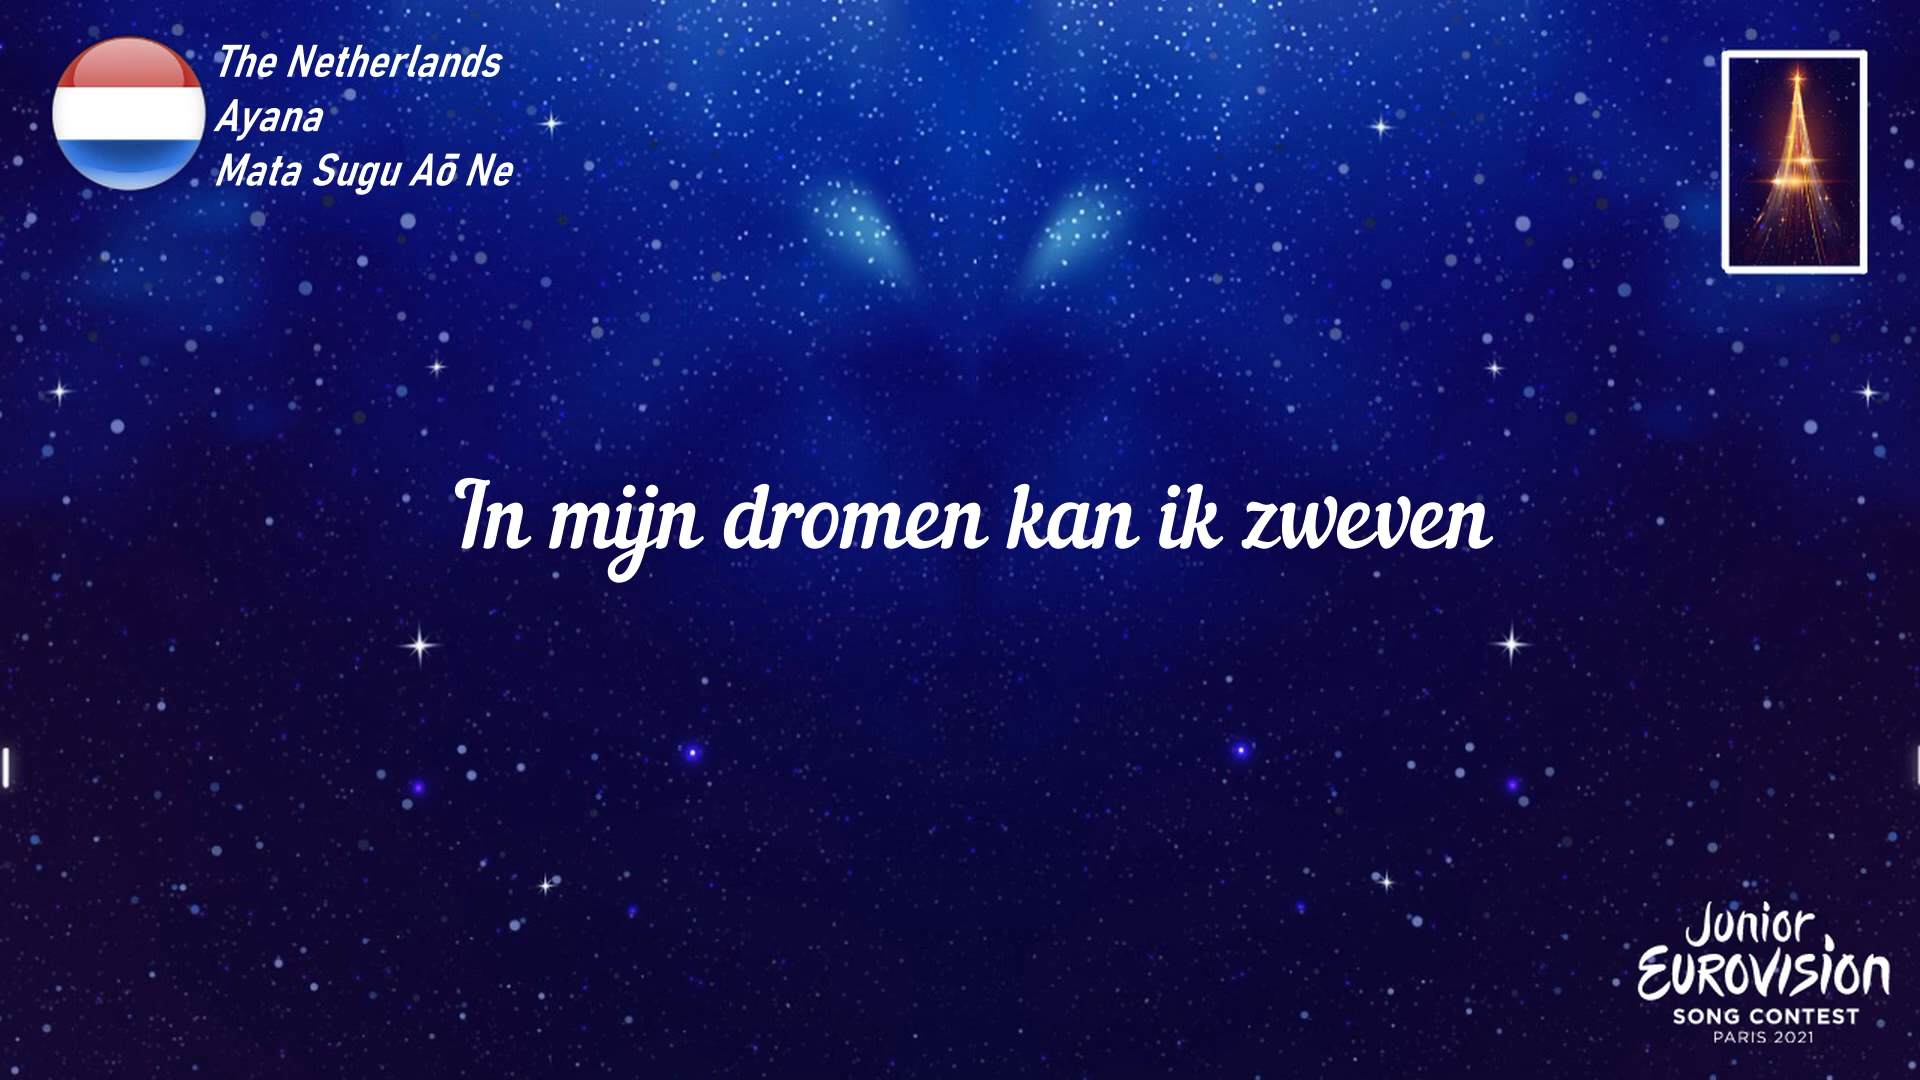 The Netherlands
Ayana
Mata Sugu Aō Ne
In mijn dromen kan ik zweven
Junior
EUROVISION
SONG CONTEST
PARIS 2021